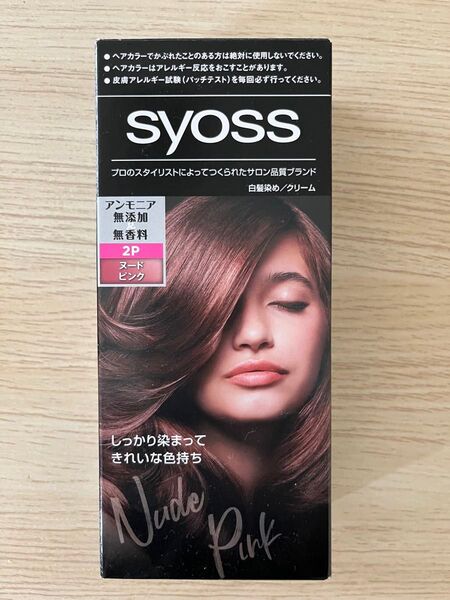 ●ヘアカラーでかぶれたことのある方は絶対に使用しないでください。
●ヘアカラーはアレルギー反応をおこすことがあります。
●皮膚アレルギー試験(パッチテスト)を毎回必ず行ってください。
syoss
プロのスタイリストによってつくられたサロン品質ブランド
白髪染め/クリーム
アンモニア
無添加
無香料
2P
ヌード
ピンク
しっかり染まって
きれいな色持ち
Nude
Pink